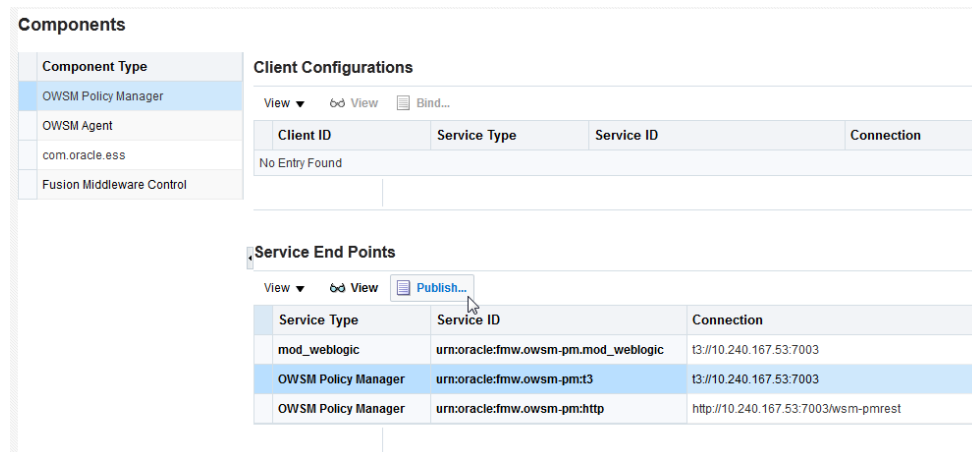 Components
Component Type
OWSM Policy Manager
OWSM Agent
com.oracle.ess
Fusion Middleware Control
Client Configurations
View View Bind...
Client ID Service Type Service ID Connection
No Entry Found
Service End Points
View View Publish...
Service Type Service ID Connection
mod_weblogic urn:oracle:fmw.owsm-pm.mod_weblogic t3://10.240.167.53:7003
OWSM Policy Manager urn:oracle:fmw.owsm-pm:t3 t3://10.240.167.53:7003
OWSM Policy Manager urn:oracle:fmw.owsm-pm:http http://10.240.167.53:7003/wsm-pmrest